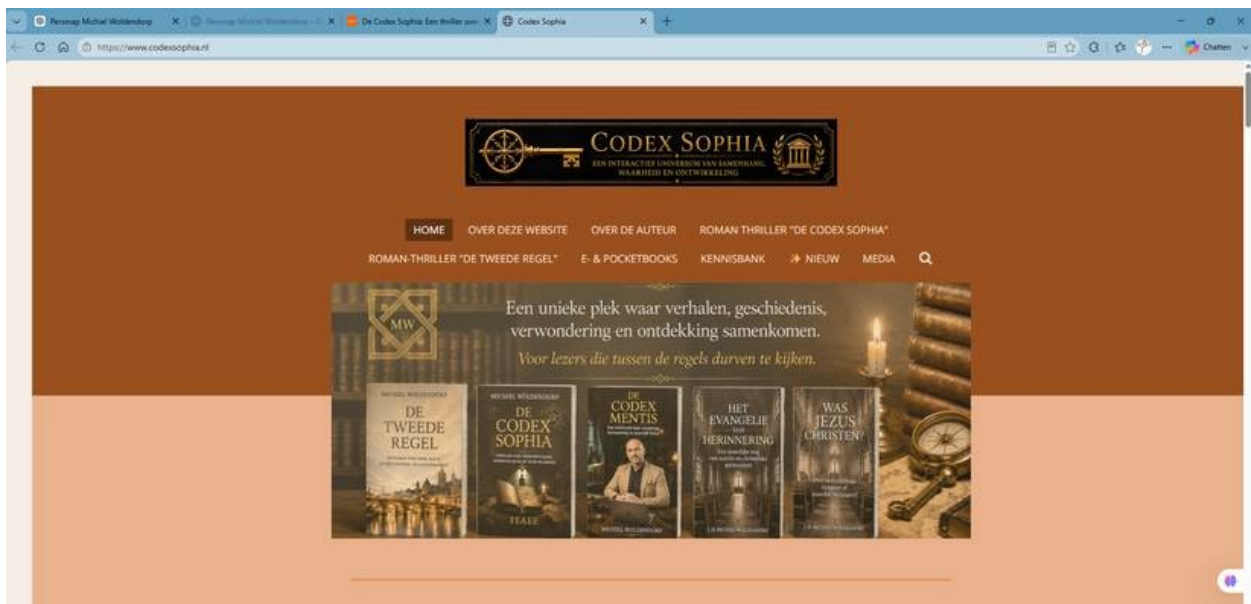 Persmap Michiel Woldendorp
De Codex Sophia: Een thriller over
Codex Sophia
https://www.codexsophia.nl
Chatten
CODEX SOPHIA
EEN INTERACTIEF UNIVERSUM VAN SAMENHANG,
WAARHEID EN ONTWIKKELING
HOME OVER DEZE WEBSITE OVER DE AUTEUR ROMAN THRILLER "DE CODEX SOPHIA"
ROMAN-THRILLER "DE TWEEDE REGEL" E- & POCKETBOOKS KENNISBANK ✨ NIEUW MEDIA
MW
Een unieke plek waar verhalen, geschiedenis,
verwondering en ontdekking samenkomen.
Voor lezers die tussen de regels durven te kijken.
MICHIEL WOLDENDORP
DE
TWEEDE
REGEL
MICHIEL WOLDENDORP
DE
CODEX
SOPHIA
DE
CODEX
MENTIS
MICHIEL WOLDENDORP
HET
EVANGELIE
VAN
HERINNERING
WAS
JEZUS
CHRISTEN?